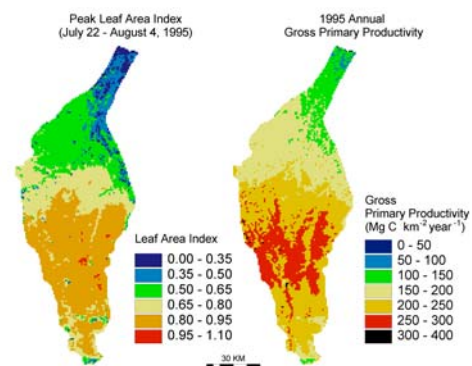 Peak Leaf Area Index
(July 22 - August 4, 1995)
1995 Annual
Gross Primary Productivity
Leaf Area Index
0.00 - 0.35
0.35 - 0.50
0.50 - 0.65
0.65 - 0.80
0.80 - 0.95
0.95 - 1.10
Gross
Primary Productivity
(Mg C km⁻² year⁻¹)
0 - 50
50 - 100
100 - 150
150 - 200
200 - 250
250 - 300
300 - 400
30 KM